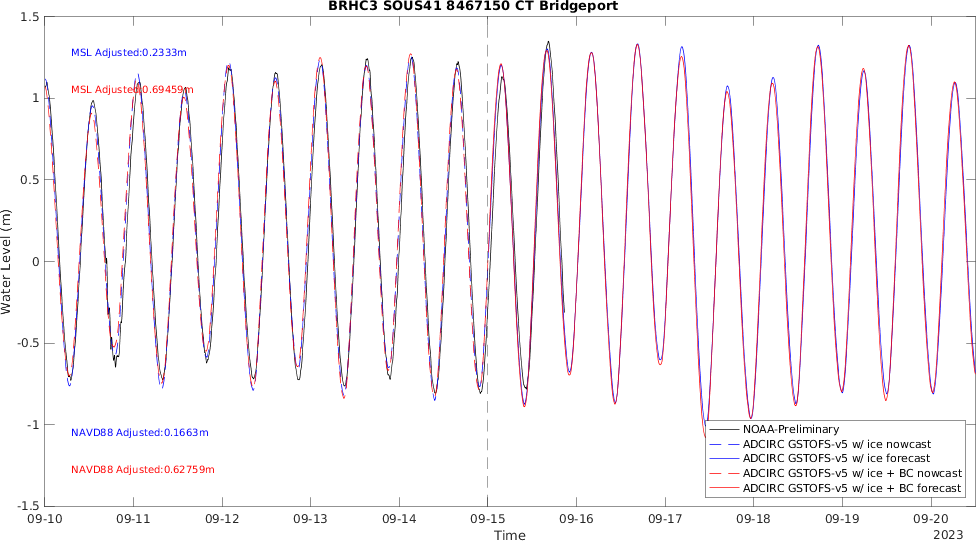 BRHC3 SOUS41 8467150 CT Bridgeport
1.5
1
0.5
0
-0.5
-1
-1.5
Water Level (m)
MSL Adjusted:0.2333m
MSL Adjusted:0.69459m
NAVD88 Adjusted:0.1663m
NAVD88 Adjusted:0.62759m
NOAA-Preliminary
ADCIRC GSTOFS-v5 w/ ice nowcast
ADCIRC GSTOFS-v5 w/ ice forecast
ADCIRC GSTOFS-v5 w/ ice + BC nowcast
ADCIRC GSTOFS-v5 w/ ice + BC forecast
09-10 09-11 09-12 09-13 09-14 09-15 09-16 09-17 09-18 09-19 09-20
Time
2023